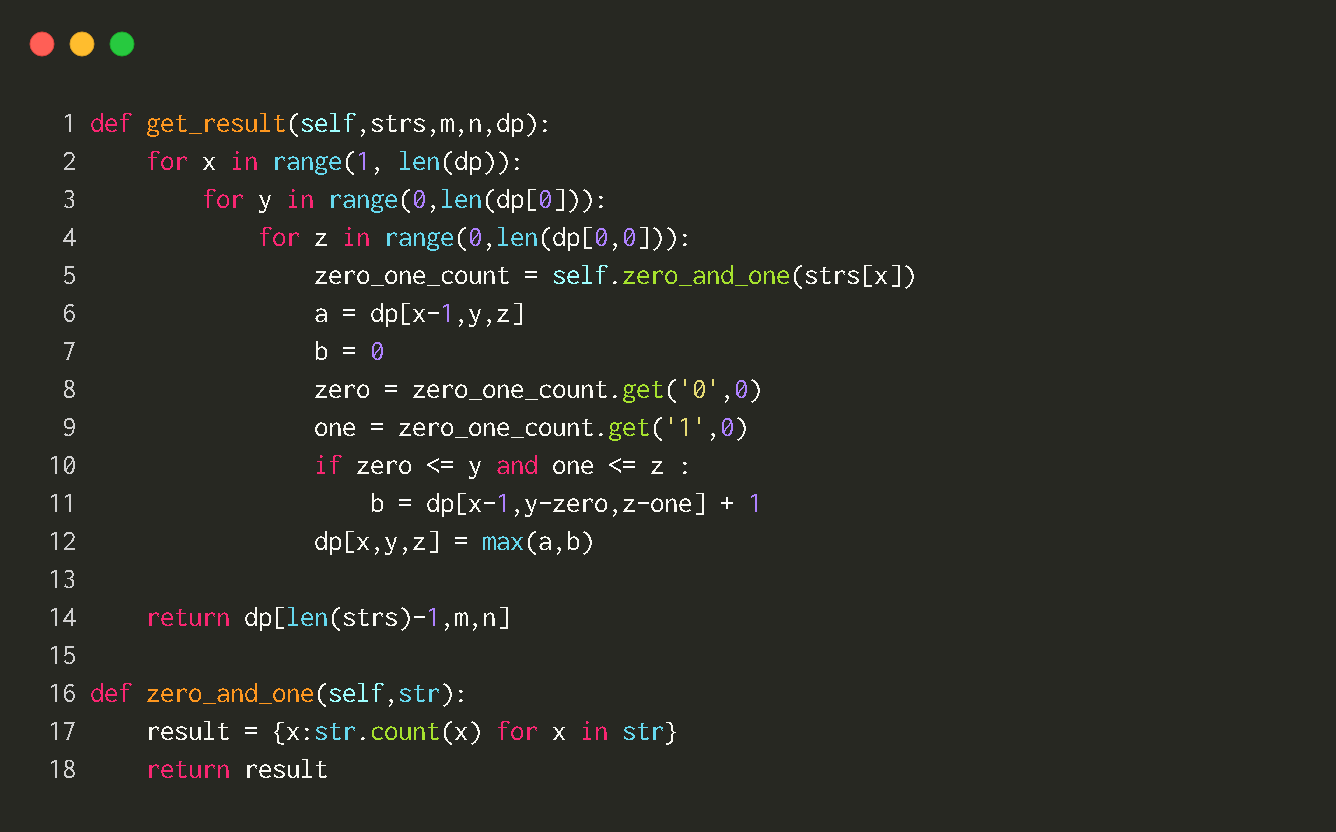 1 def get_result(self,strs,m,n,dp):
2     for x in range(1, len(dp)):
3         for y in range(0,len(dp[0])):
4             for z in range(0,len(dp[0,0])):
5                 zero_one_count = self.zero_and_one(strs[x])
6                 a = dp[x-1,y,z]
7                 b = 0
8                 zero = zero_one_count.get('0',0)
9                 one = zero_one_count.get('1',0)
10                 if zero <= y and one <= z :
11                     b = dp[x-1,y-zero,z-one] + 1
12                 dp[x,y,z] = max(a,b)
13
14     return dp[len(strs)-1,m,n]
15
16 def zero_and_one(self,str):
17     result = {x:str.count(x) for x in str}
18     return result